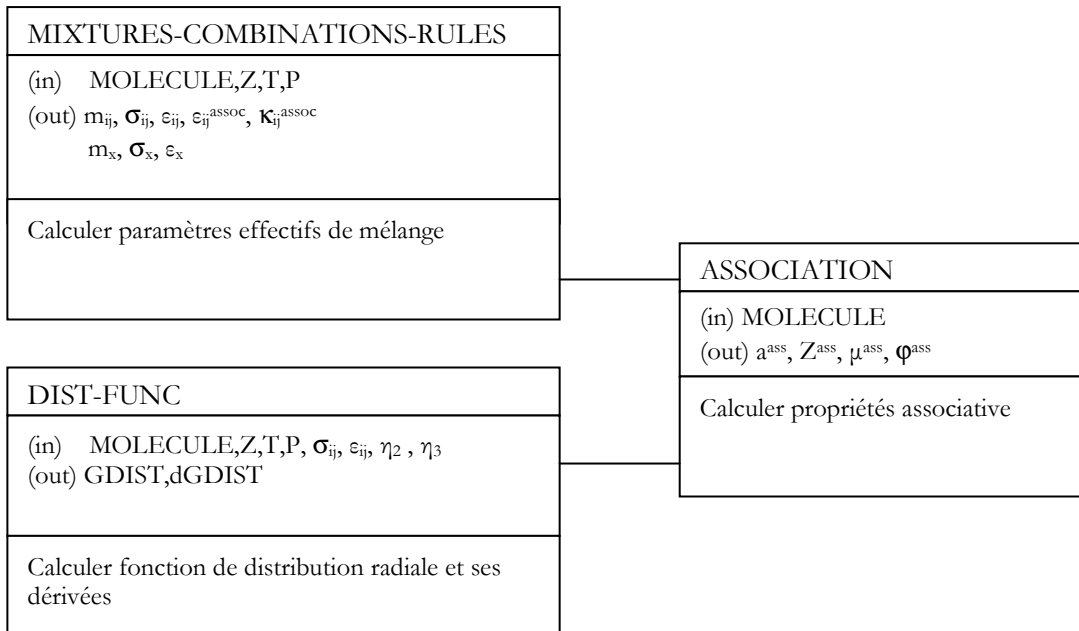 MIXTURES-COMBINATIONS-RULES
(in) MOLECULE,Z,T,P
(out) mᵢⱼ, σᵢⱼ, εᵢⱼ, εᵢⱼᵃˢˢᵒᶜ, κᵢⱼᵃˢˢᵒᶜ
mₓ, σₓ, εₓ
Calculer paramètres effectifs de mélange
DIST-FUNC
(in) MOLECULE,Z,T,P, σᵢⱼ, εᵢⱼ, η₂ , η₃
(out) GDIST,dGDIST
Calculer fonction de distribution radiale et ses
dérivées
ASSOCIATION
(in) MOLECULE
(out) aᵃˢˢ, Zᵃˢˢ, μᵃˢˢ, φᵃˢˢ
Calculer propriétés associative